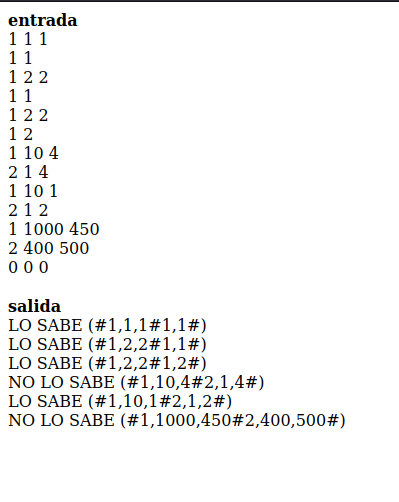 entrada
1 1 1
1 1
1 2 2
1 1
1 2 2
1 2
1 10 4
2 1 4
1 10 1
2 1 2
1 1000 450
2 400 500
0 0 0
salida
LO SABE (#1,1,1#1,1#)
LO SABE (#1,2,2#1,1#)
LO SABE (#1,2,2#1,2#)
NO LO SABE (#1,10,4#2,1,4#)
LO SABE (#1,10,1#2,1,2#)
NO LO SABE (#1,1000,450#2,400,500#)